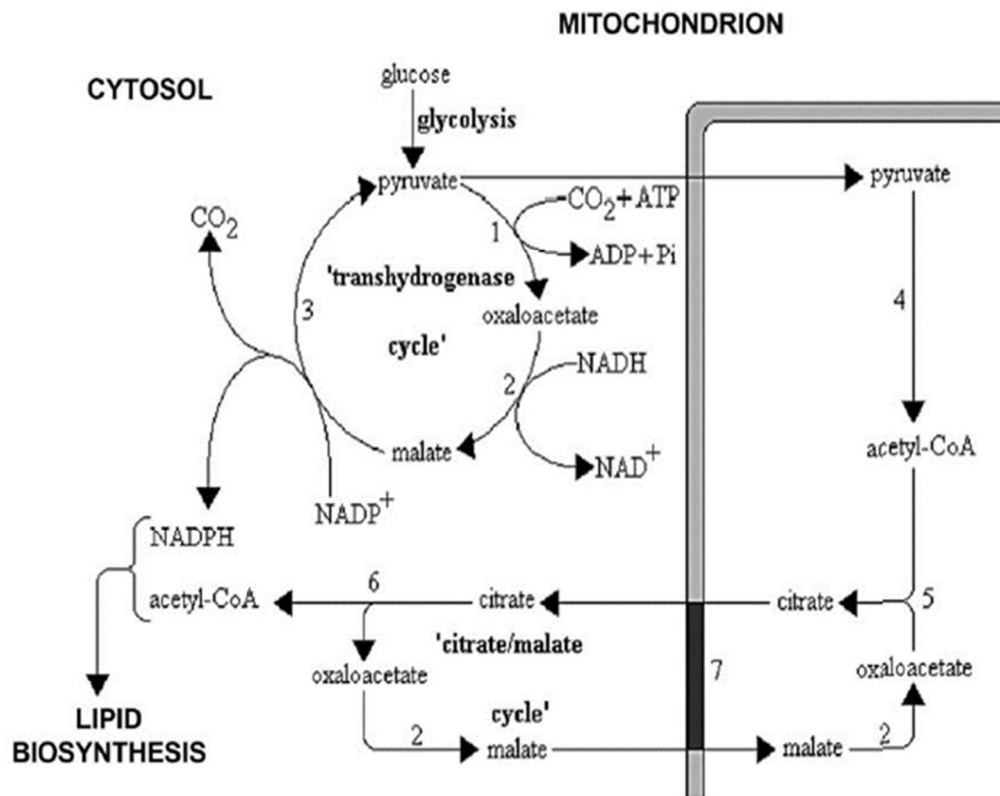 MITOCHONDRION
CYTOSOL
glucose
glycolysis
pyruvate
pyruvate
CO₂+ATP
CO₂
1
ADP+Pi
'transhydrogenase
3
4
oxaloacetate
cycle'
NADH
2
malate
acetyl-CoA
NAD⁺
NADP⁺
NADPH
6
acetyl-CoA
citrate
citrate
5
'citrate/malate
7
oxaloacetate
oxaloacetate
cycle'
LIPID
BIOSYNTHESIS
2
malate
malate
2